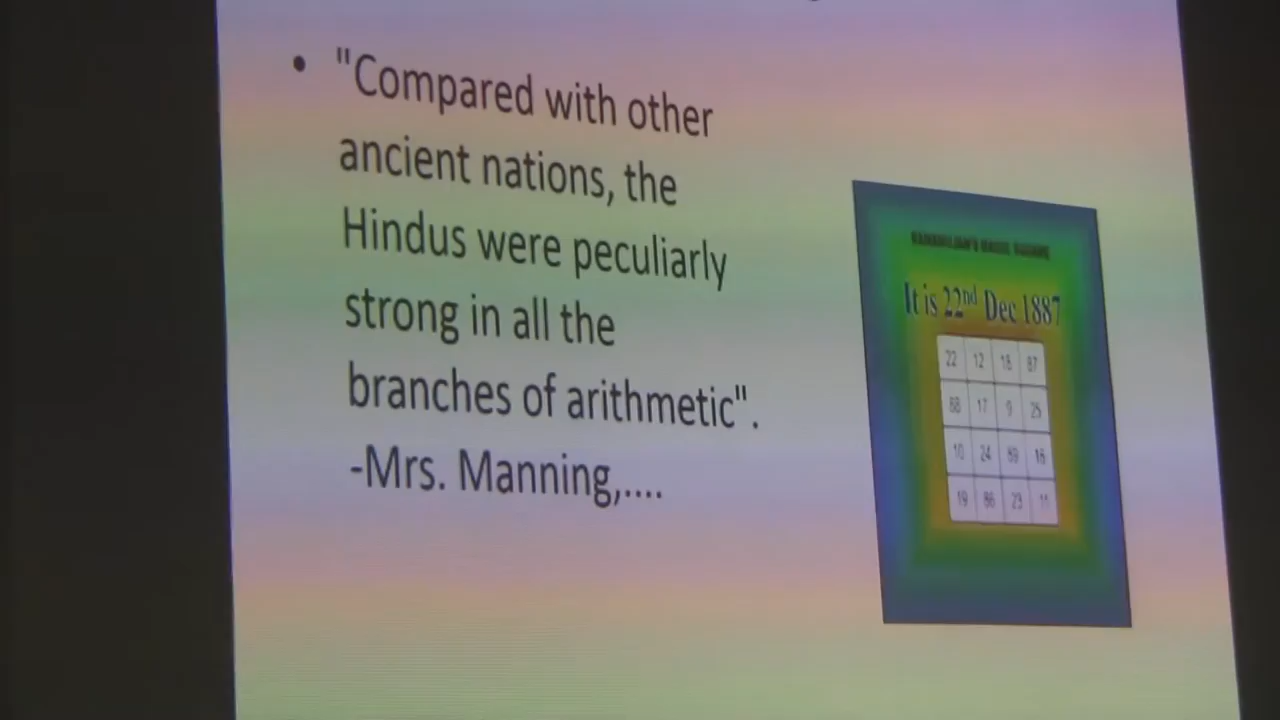 • "Compared with other
ancient nations, the
Hindus were peculiarly
strong in all the
branches of arithmetic".
-Mrs. Manning,....
It is 22nd Dec 1887
22 12 18 87
88 17 9 25
10 24 89 16
19 86 23 11